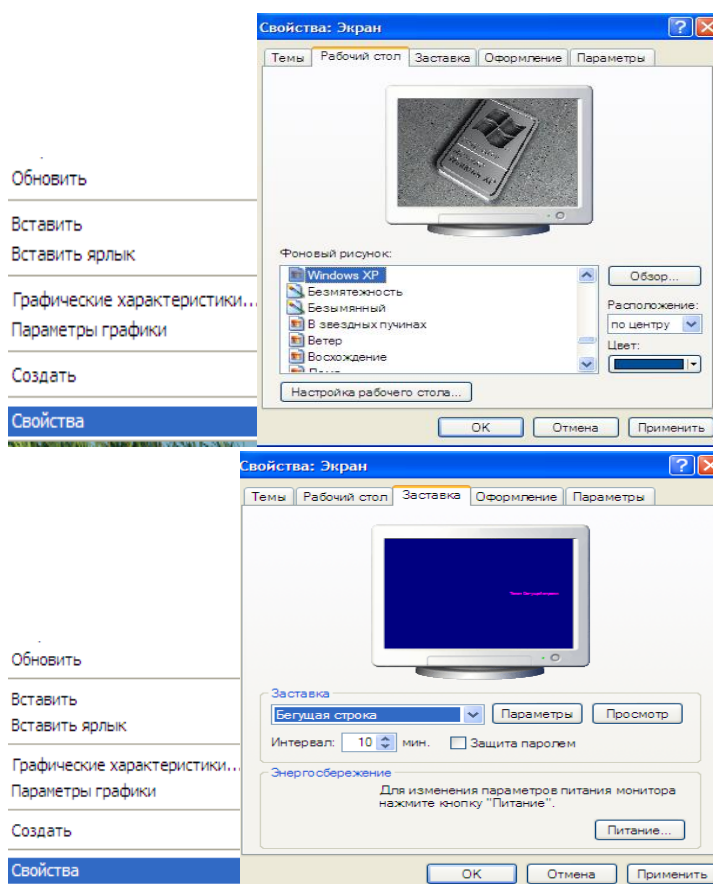 Свойства: Экран
Темы Рабочий стол Заставка Оформление Параметры
Обновить
Вставить
Вставить ярлык
Графические характеристики...
Параметры графики
Создать
Свойства
Фоновый рисунок:
Windows XP
Безмятежность
Безымянный
В звездных пучинах
Ветер
Восхождение
Обзор...
Расположение:
по центру
Цвет:
Настройка рабочего стола...
ОК Отмена Применить
Свойства: Экран
Темы Рабочий стол Заставка Оформление Параметры
Обновить
Вставить
Вставить ярлык
Графические характеристики...
Параметры графики
Создать
Свойства
Заставка
Бегущая строка Параметры Просмотр
Интервал: 10 мин. Защита паролем
Энергосбережение
Для изменения параметров питания монитора
нажмите кнопку "Питание".
Питание...
ОК Отмена Применить